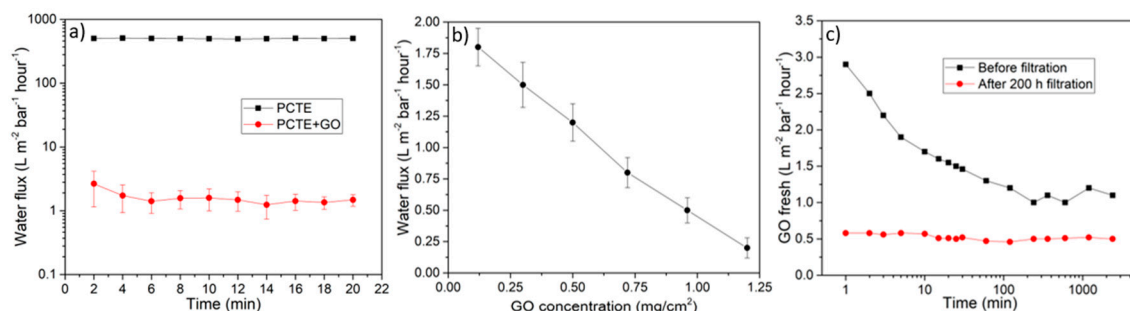 a)
Water flux (L m⁻² bar⁻¹ hour⁻¹)
1000
100
10
1
0.1
PCTE
PCTE+GO
0 2 4 6 8 10 12 14 16 18 20 22
Time (min)
b)
Water flux (L m⁻² bar⁻¹ hour⁻¹)
2.00
1.75
1.50
1.25
1.00
0.75
0.50
0.25
0.00
0.00 0.25 0.50 0.75 1.00 1.25
GO concentration (mg/cm²)
c)
GO fresh (L m⁻² bar⁻¹ hour⁻¹)
3.5
3.0
2.5
2.0
1.5
1.0
0.5
0.0
Before filtration
After 200 h filtration
1 10 100 1000
Time (min)